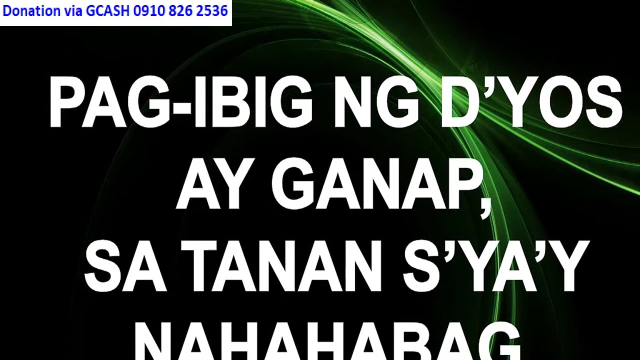 Donation via GCASH 0910 826 2536
PAG-IBIG NG D’YOS
AY GANAP,
SA TANAN S’YA’Y
NAHAHABAG